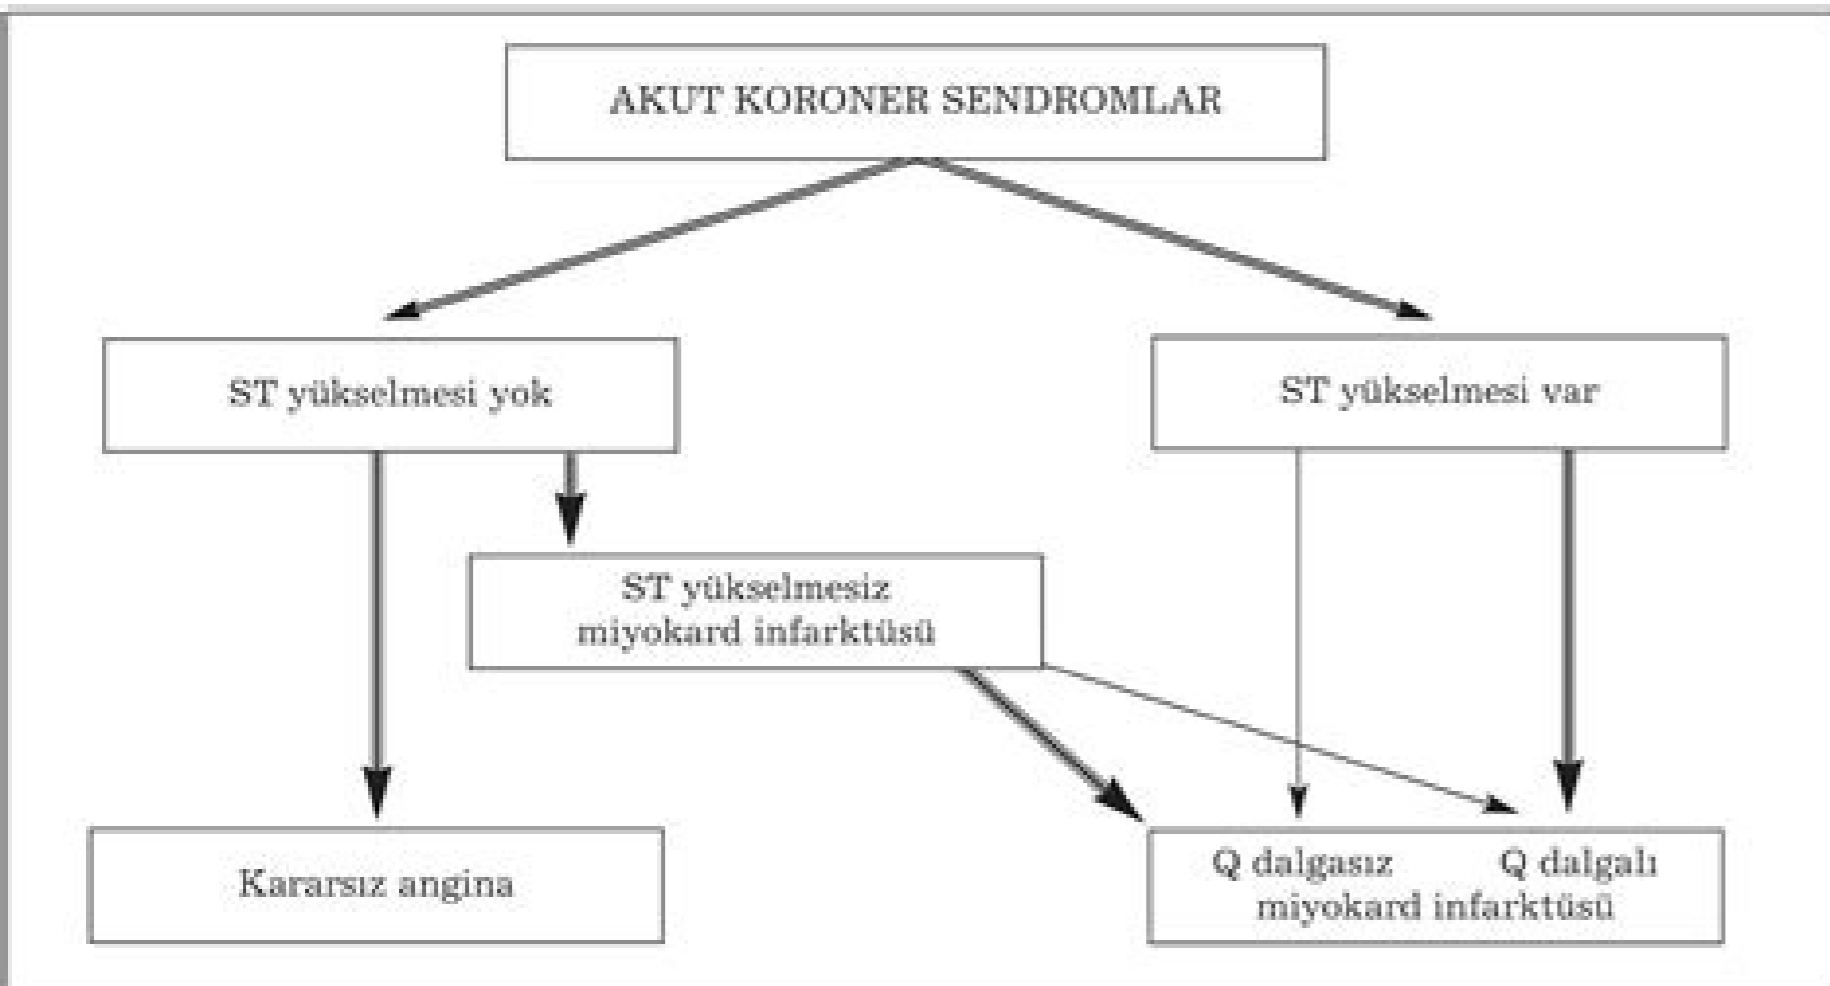 AKUT KORONER SENDROMLAR
ST yükselmesi yok
ST yükselmesi var
ST yükselmesiz
miyokard infarktüsü
Kararsız angina
Q dalgasız Q dalgalı
miyokard infarktüsü